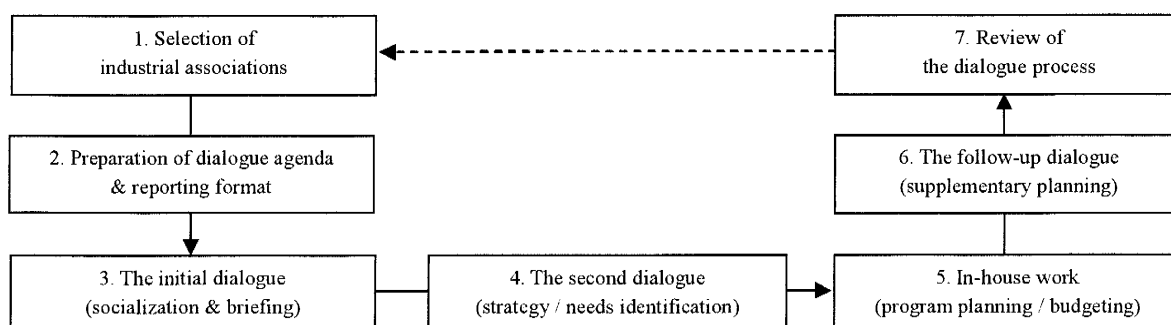 1. Selection of
industrial associations
2. Preparation of dialogue agenda
& reporting format
3. The initial dialogue
(socialization & briefing)
4. The second dialogue
(strategy / needs identification)
5. In-house work
(program planning / budgeting)
6. The follow-up dialogue
(supplementary planning)
7. Review of
the dialogue process